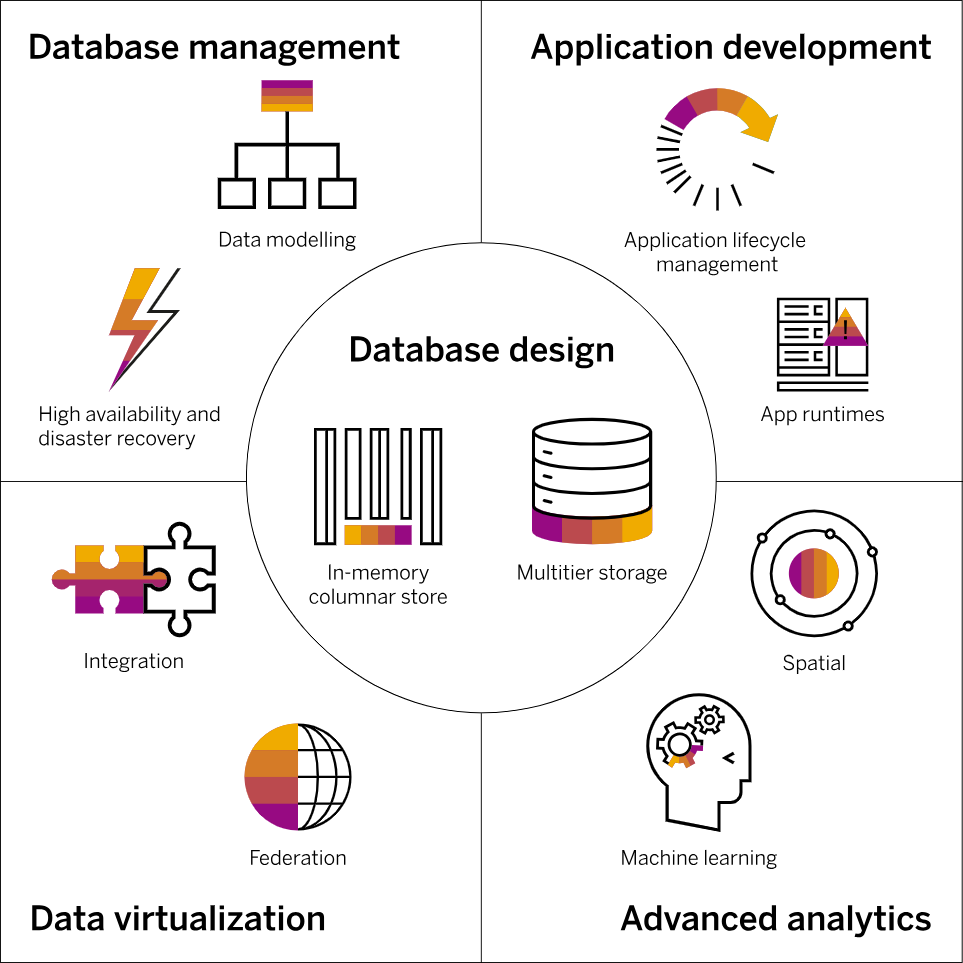 Database management
Data modelling
High availability and
disaster recovery
Application development
Application lifecycle
management
App runtimes
Database design
In-memory
columnar store
Multitier storage
Integration
Federation
Data virtualization
Spatial
Machine learning
Advanced analytics